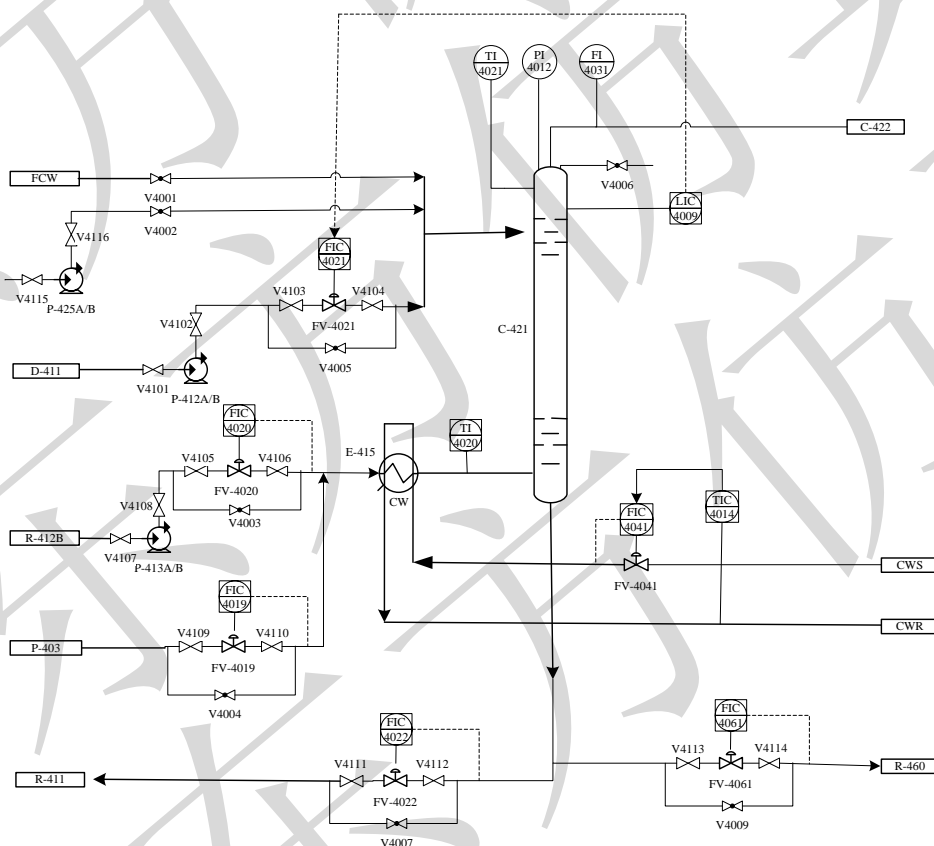 TI
4021
PI
4012
FI
4031
C-422
FCW
V4001
V4006
LIC
4009
V4002
V4116
FIC
4021
V4115
P-425A/B
V4103
V4104
V4102
FV-4021
C-421
V4005
D-411
V4101
P-412A/B
FIC
4020
TI
4020
E-415
V4105
V4106
FV-4020
CW
V4108
V4003
TIC
4014
FIC
4041
R-412B
V4107
P-413A/B
CWS
FV-4041
FIC
4019
CWR
V4109
V4110
P-403
FV-4019
V4004
FIC
4022
FIC
4061
V4111
V4112
V4113
V4114
R-411
R-460
FV-4022
FV-4061
V4007
V4009
东方仿